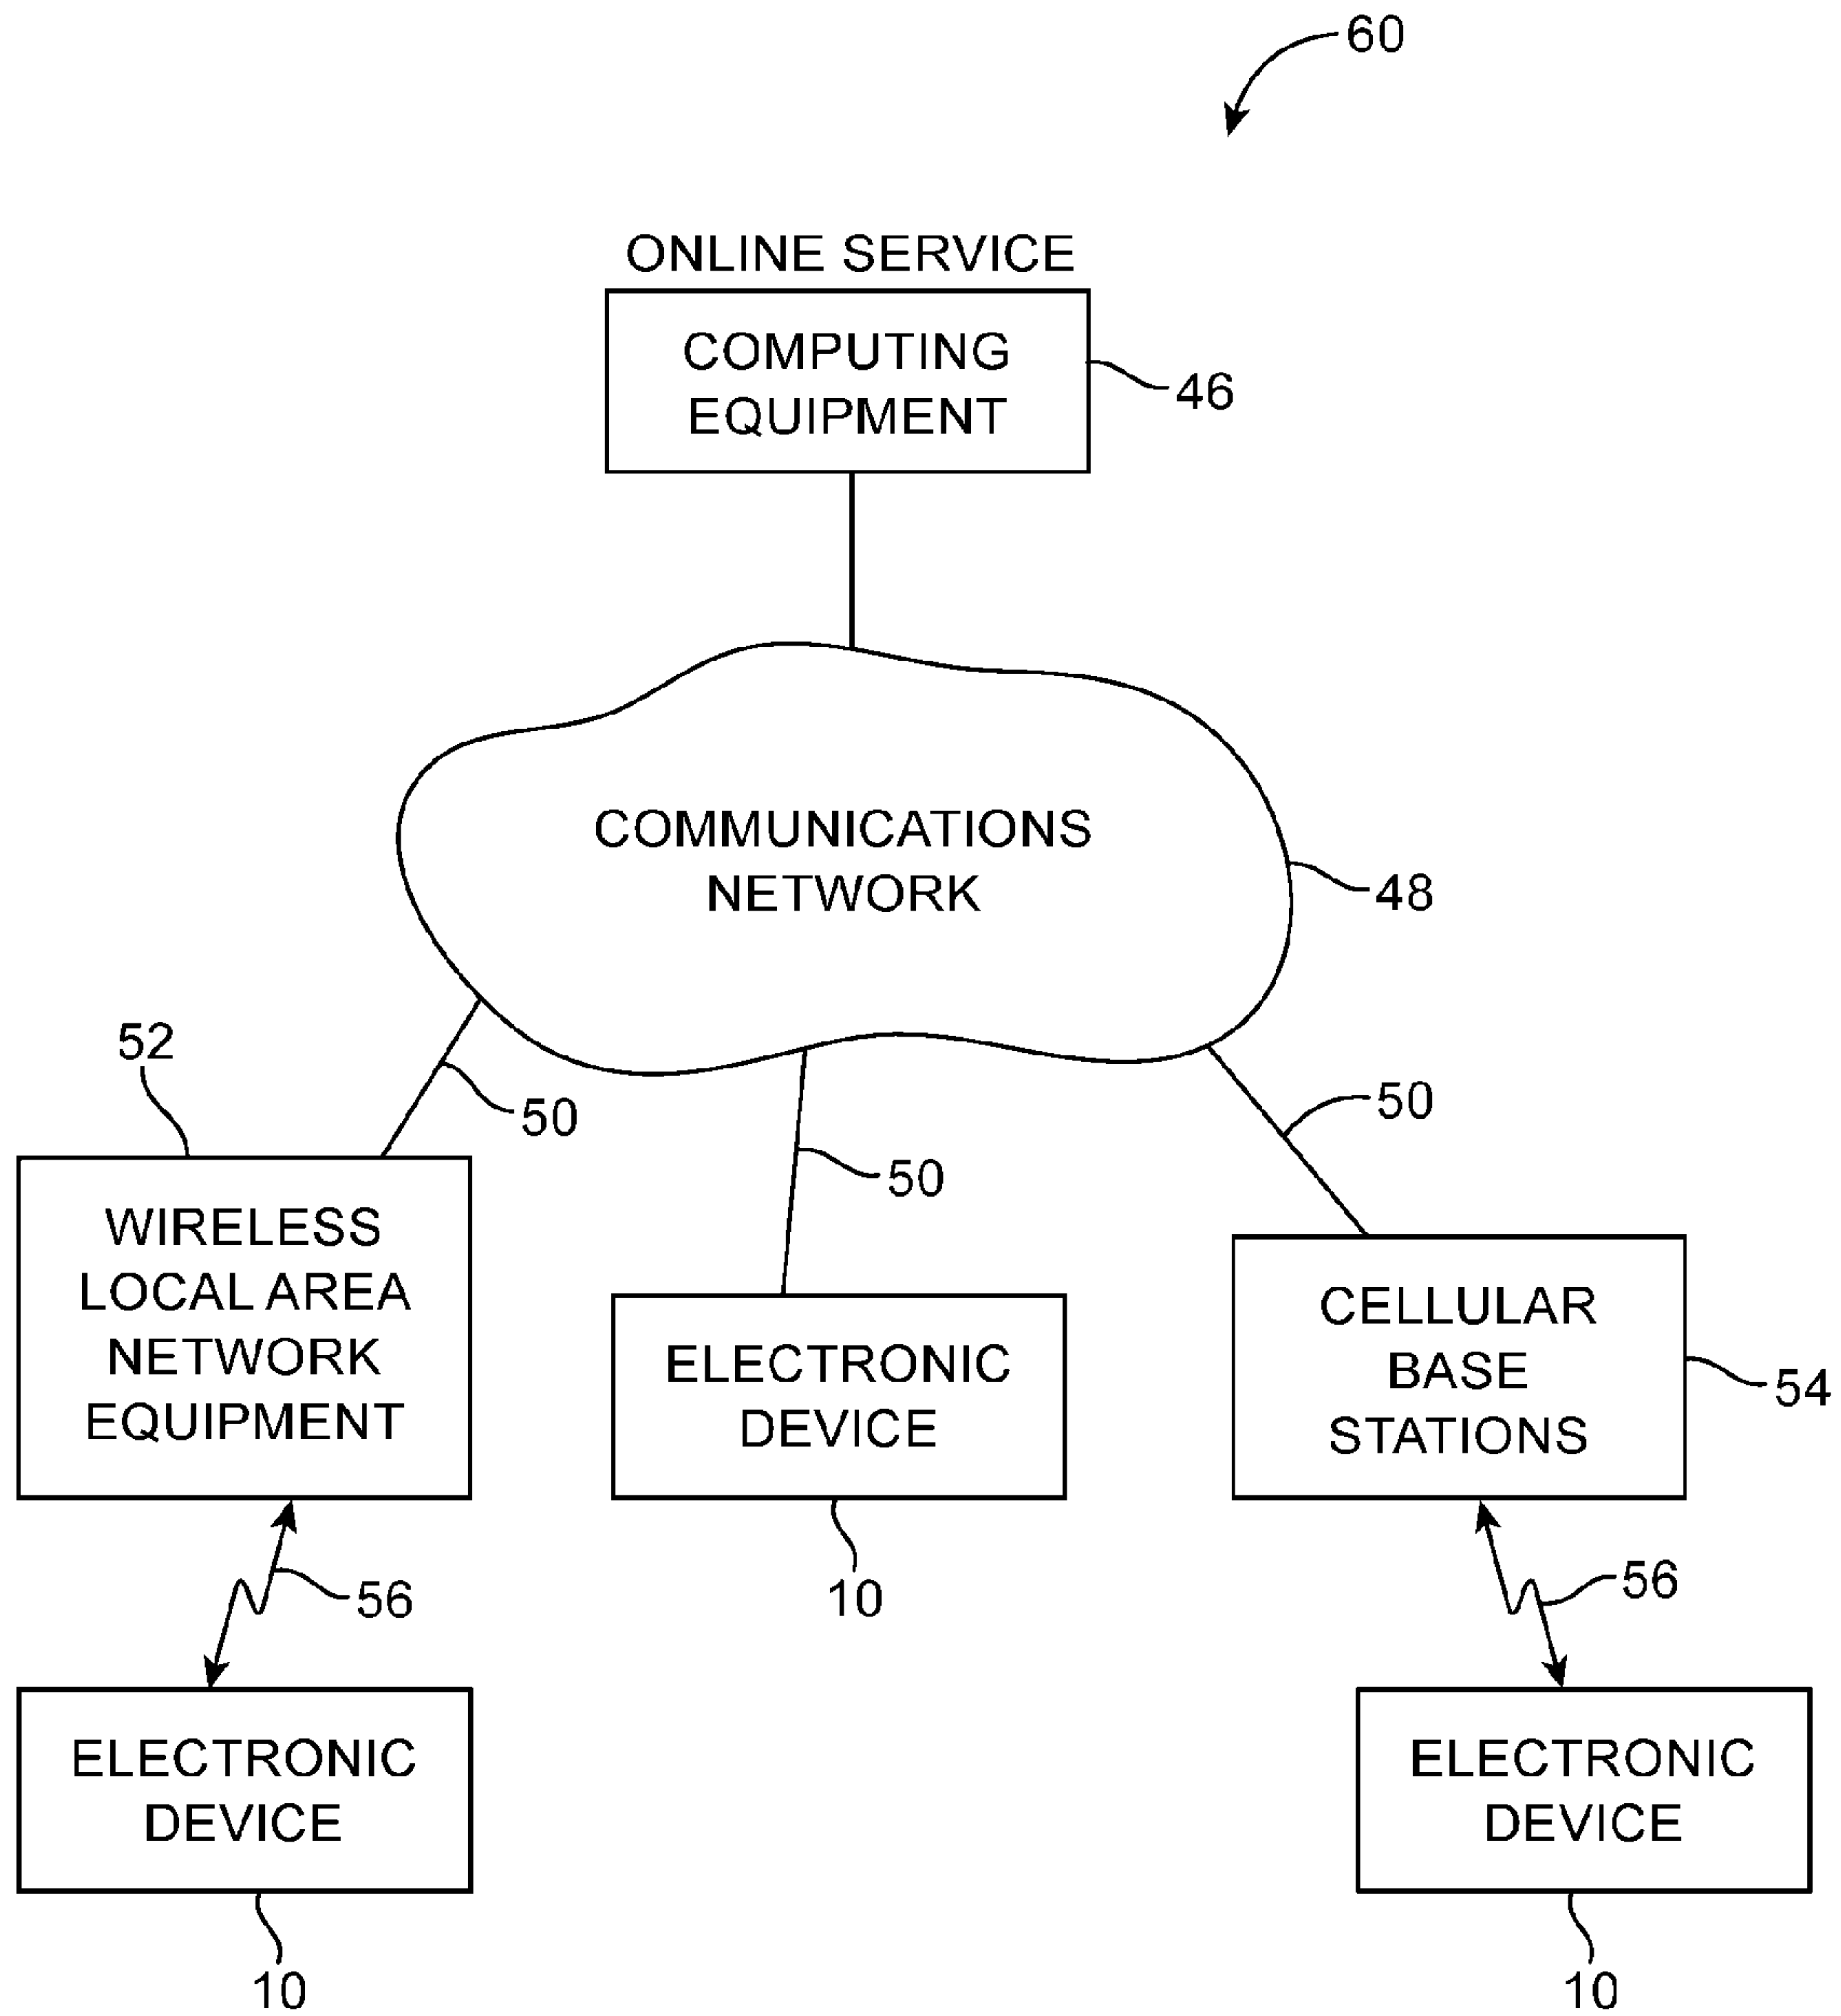 60
ONLINE SERVICE
COMPUTING
EQUIPMENT
46
COMMUNICATIONS
NETWORK
48
52
50
50
50
WIRELESS
LOCAL AREA
NETWORK
EQUIPMENT
ELECTRONIC
DEVICE
CELLULAR
BASE
STATIONS
54
56
10
56
ELECTRONIC
DEVICE
ELECTRONIC
DEVICE
10
10